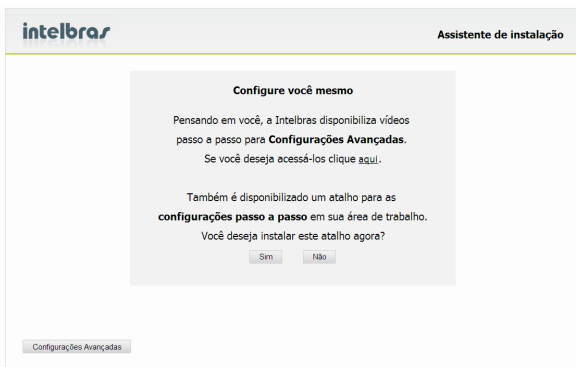 intelbras
Assistente de instalação
Configure você mesmo
Pensando em você, a Intelbras disponibiliza vídeos
passo a passo para Configurações Avançadas.
Se você deseja acessá-los clique aqui.
Também é disponibilizado um atalho para as
configurações passo a passo em sua área de trabalho.
Você deseja instalar este atalho agora?
Sim Não
Configurações Avançadas